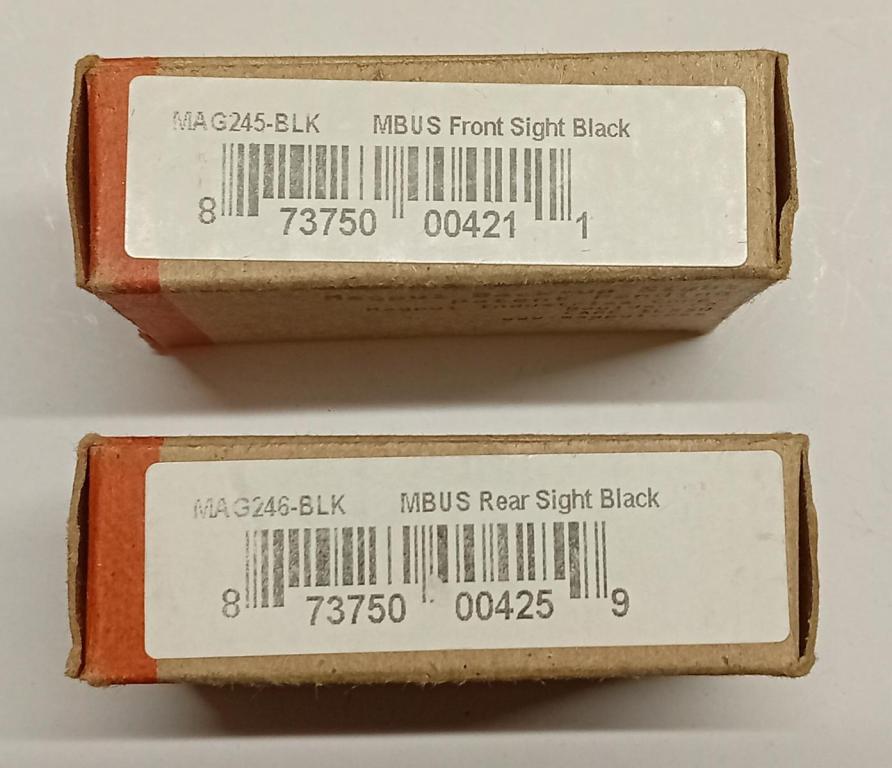 MAG245-BLK MBUS Front Sight Black
8 73750 00421 1
MAG246-BLK MBUS Rear Sight Black
8 73750 00425 9